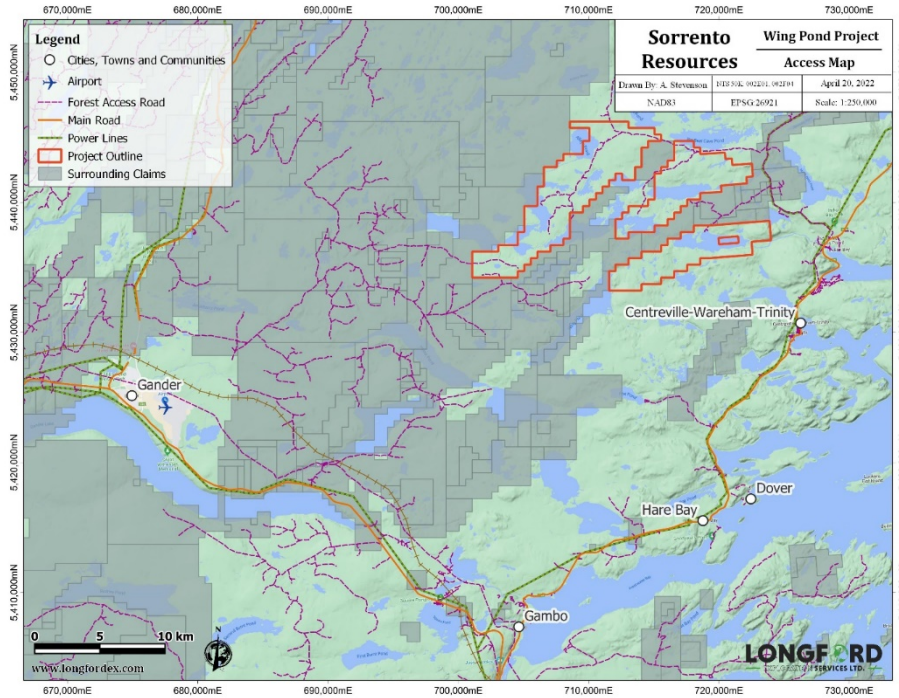 670,000mE 680,000mE 690,000mE 700,000mE 710,000mE 720,000mE 730,000mE
Legend
Cities, Towns and Communities
Airport
Forest Access Road
Main Road
Power Lines
Project Outline
Surrounding Claims
Sorrento
Resources
Wing Pond Project
Access Map
Drawn By: A. Stevenson
April 20, 2022
NAD83
EPSG:26921
Scale: 1:250,000
5,450,000mN
5,440,000mN
5,430,000mN
5,420,000mN
5,410,000mN
Centreville-Wareham-Trinity
Gander
Dover
Hare Bay
Gambo
0 5 10 km
N
www.longfordex.com
LONGFORD
EXPLORATION SERVICES LTD.
670,000mE 680,000mE 690,000mE 700,000mE 710,000mE 720,000mE 730,000mE